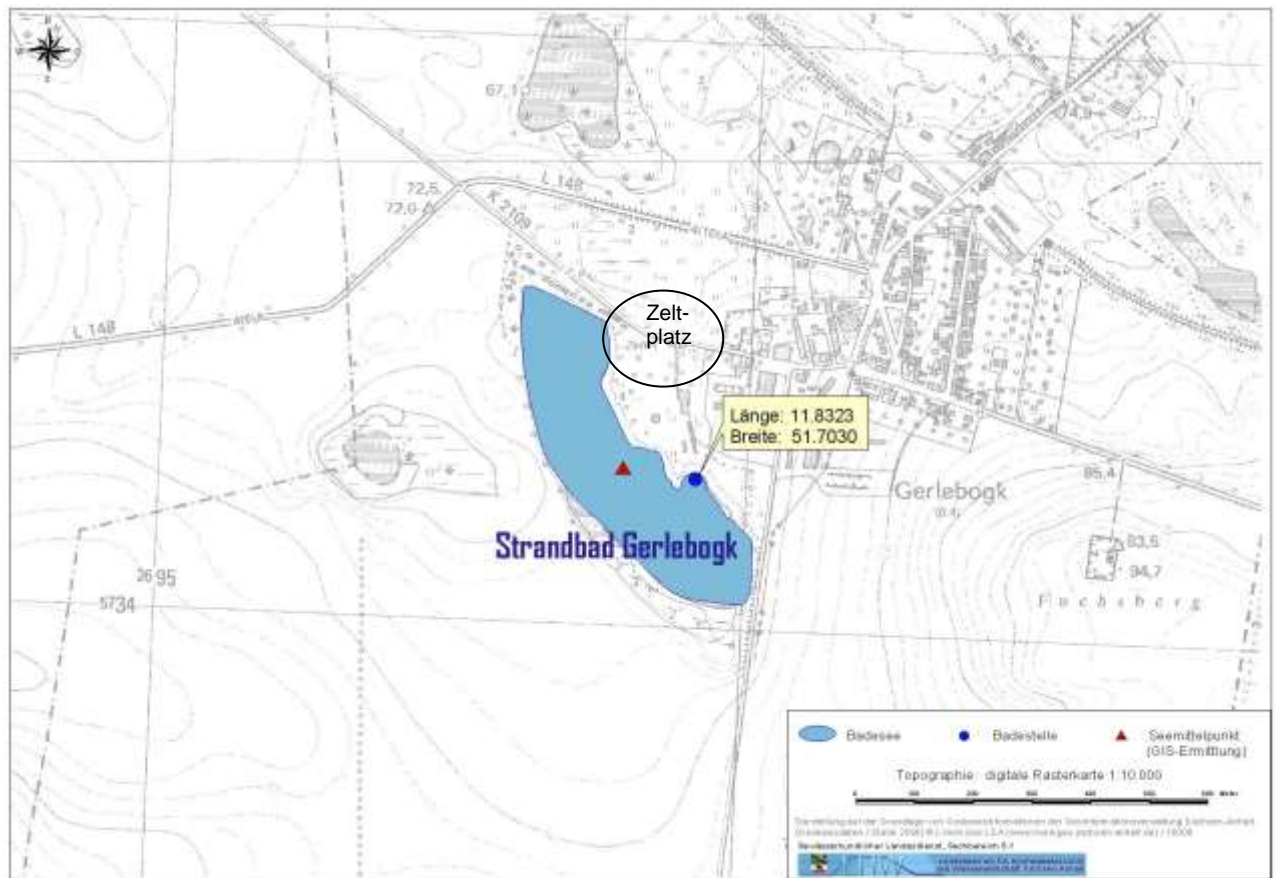 67,1
L 148
72,5
72,0
K 2109
Zelt-
platz
L 148
Länge: 11.8323
Breite: 51.7030
85,4
Gerlebogk
Strandbad Gerlebogk
83,5
94,7
Fuchsberg
2695
5734
Badesee
Badestelle
Seemittelpunkt
(GIS-Ermittlung)
Topographie: digitale Rasterkarte 1:10.000